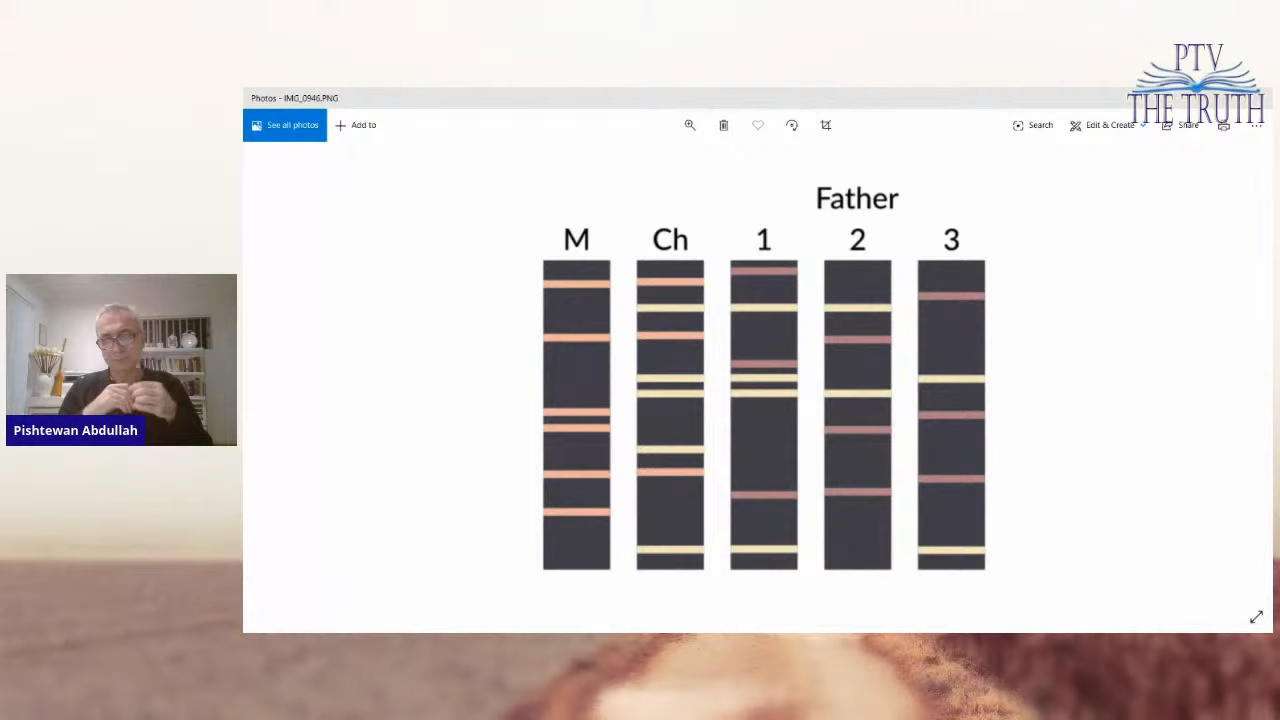 PTV
THE TRUTH
Photos - IMG_0946.PNG
See all photos
Add to
Search
Edit & Create
Share
Father
M
Ch
1
2
3
Pishtewan Abdullah